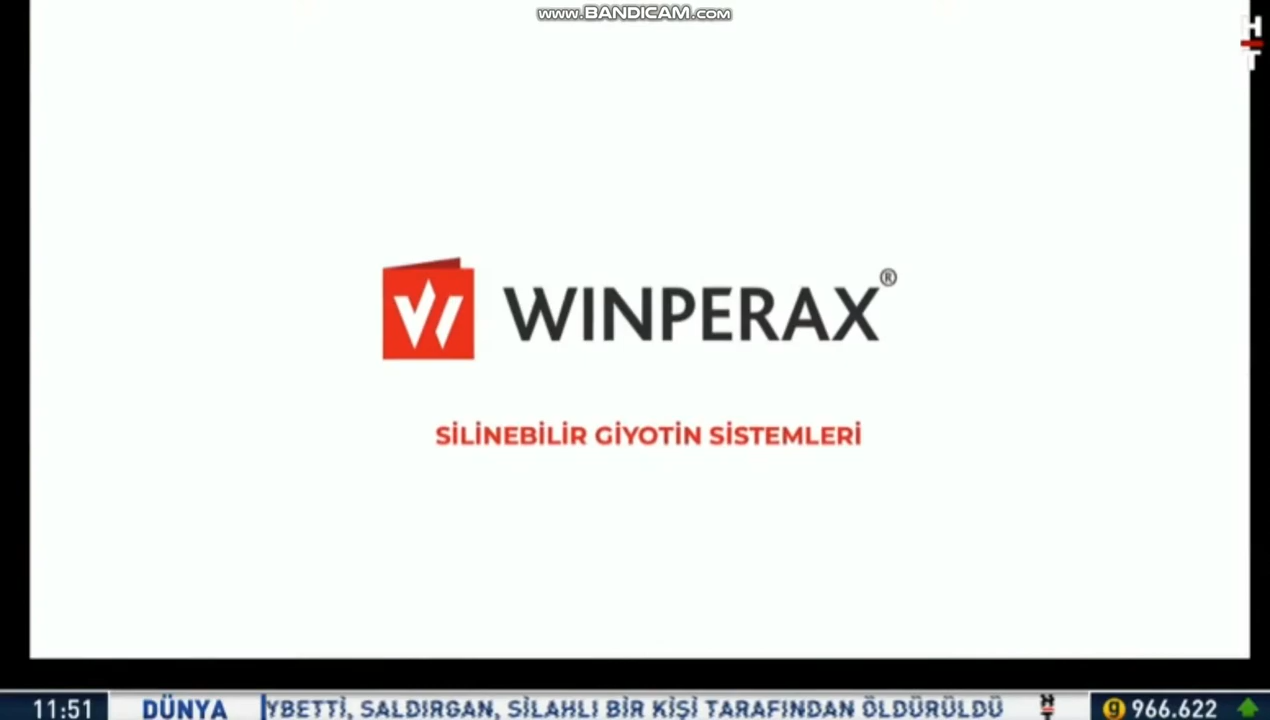 www.BANDICAM.com
H
T
WINPERAX®
SİLİNEBİLİR GİYOTİN SİSTEMLERİ
11:51 DÜNYA YBETTİ, SALDIRGAN, SİLAHLI BİR KİŞİ TARAFINDAN ÖLDÜRÜLDÜ HT g 966.622